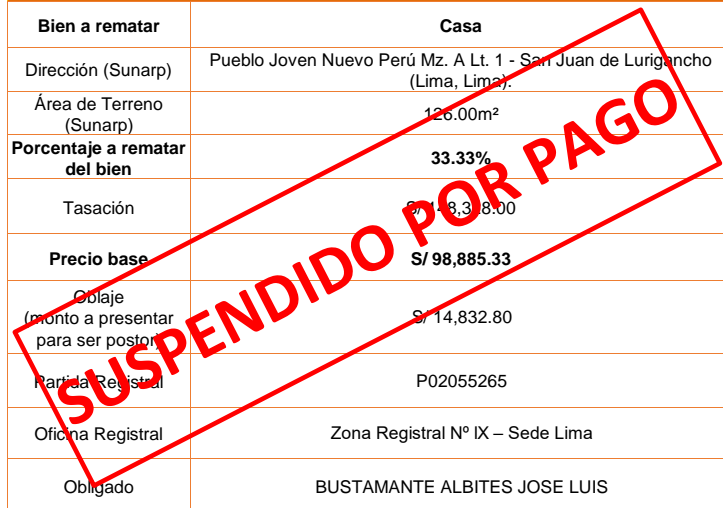 Bien a rematar Casa
Dirección (Sunarp) Pueblo Joven Nuevo Perú Mz. A Lt. 1 - San Juan de Lurigancho
(Lima, Lima).
Área de Terreno
(Sunarp) 126.00m²
Porcentaje a rematar
del bien 33.33%
Tasación S/ 148,328.00
Precio base S/ 98,885.33
Oblaje
(monto a presentar
para ser postor) S/ 14,832.80
Partida Registral P02055265
Oficina Registral Zona Registral Nº IX – Sede Lima
Obligado BUSTAMANTE ALBITES JOSE LUIS
SUSPENDIDO POR PAGO